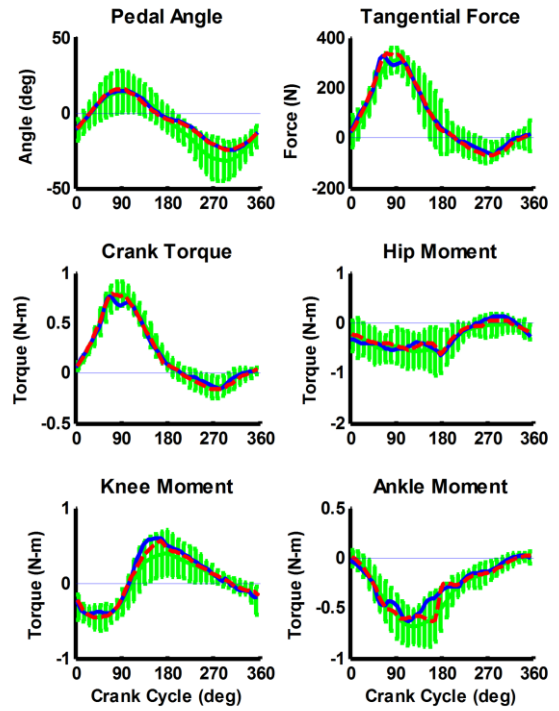 Pedal Angle
Angle (deg)
50
0
-50
0 90 180 270 360
Tangential Force
Force (N)
400
200
0
-200
0 90 180 270 360
Crank Torque
Torque (N-m)
1
0.5
0
-0.5
0 90 180 270 360
Hip Moment
Torque (N-m)
1
0
-1
-2
0 90 180 270 360
Knee Moment
Torque (N-m)
1
0
-1
0 90 180 270 360
Crank Cycle (deg)
Ankle Moment
Torque (N-m)
0.5
0
-0.5
-1
0 90 180 270 360
Crank Cycle (deg)